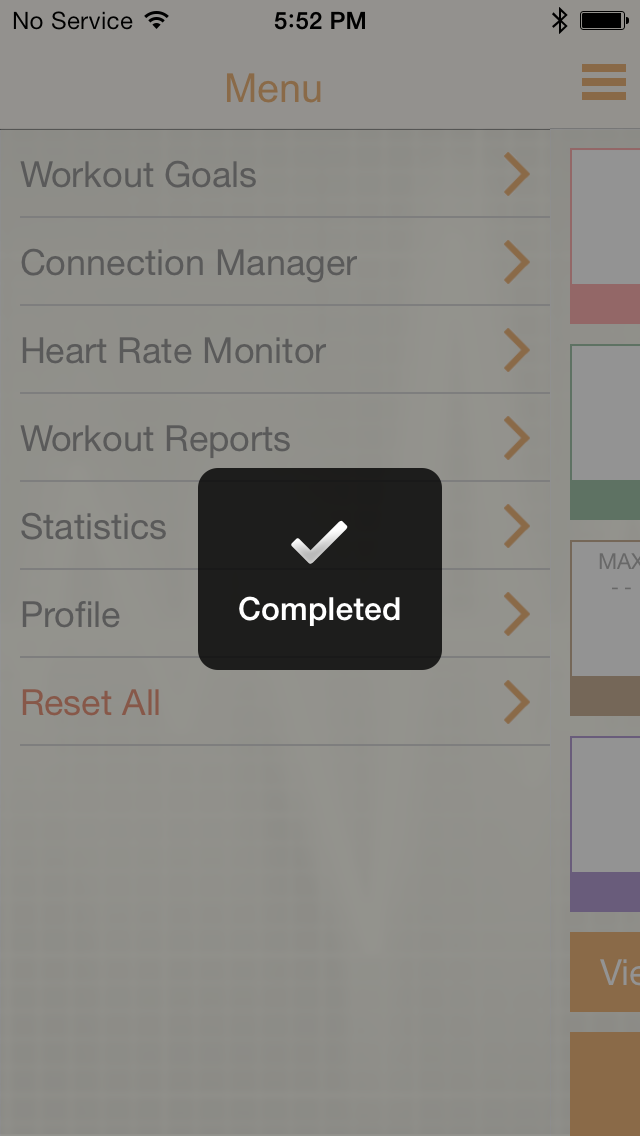 No Service 5:52 PM
Menu
Workout Goals
Connection Manager
Heart Rate Monitor
Workout Reports
Statistics
Profile
Reset All
Completed
MAX
- -
Vie